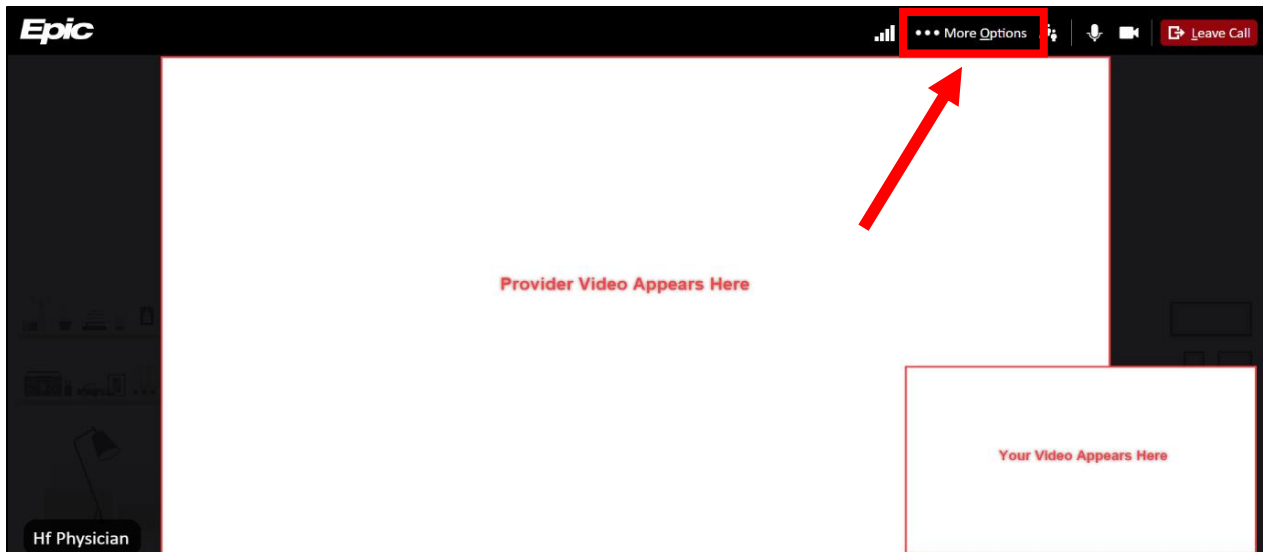 Epic
••• More Options
Leave Call
Provider Video Appears Here
Your Video Appears Here
Hf Physician